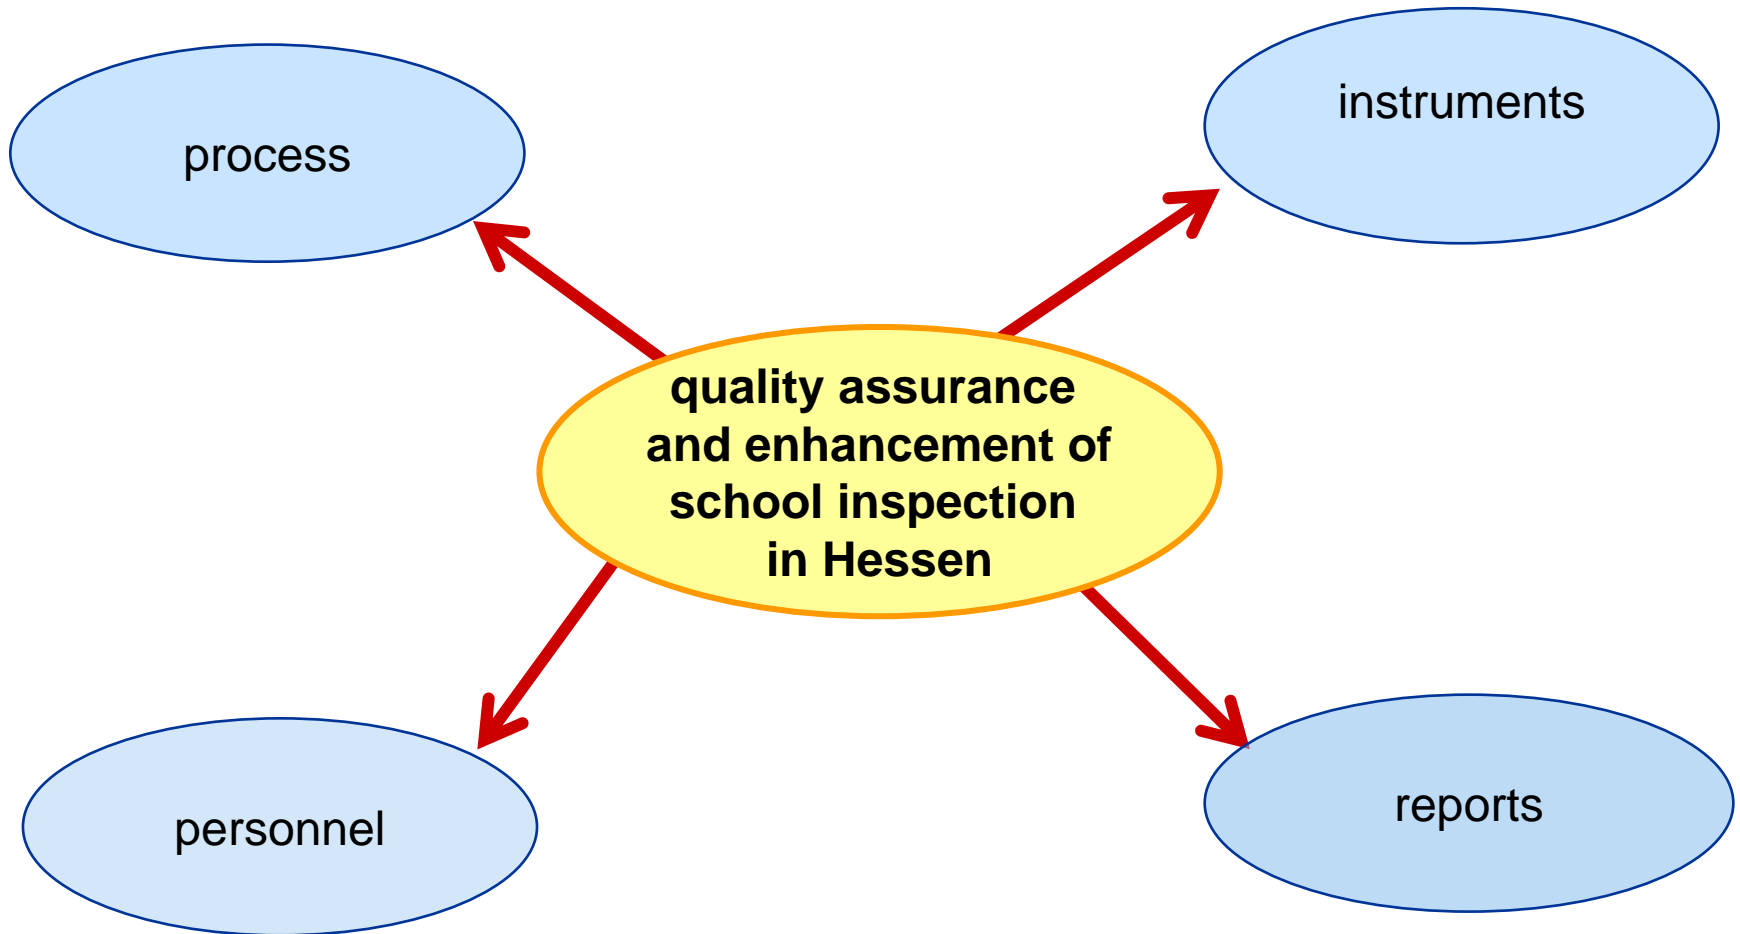 process
instruments
quality assurance
and enhancement of
school inspection
in Hessen
personnel
reports